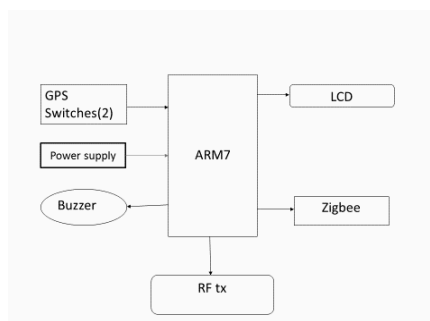 GPS
Switches(2)
LCD
Power supply
ARM7
Buzzer
Zigbee
RF tx